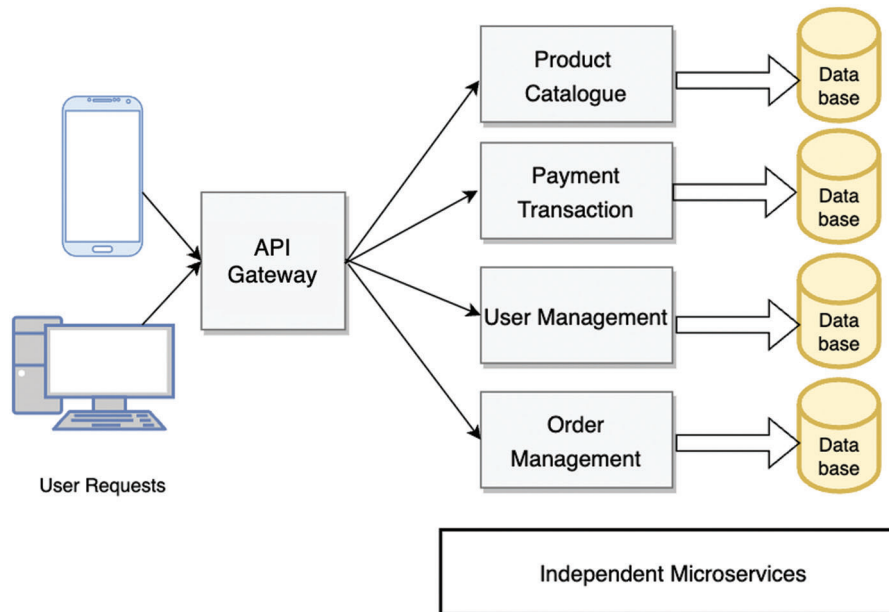 Product
Catalogue
Data
base
Payment
Transaction
Data
base
API
Gateway
User Management
Data
base
Order
Management
Data
base
User Requests
Independent Microservices